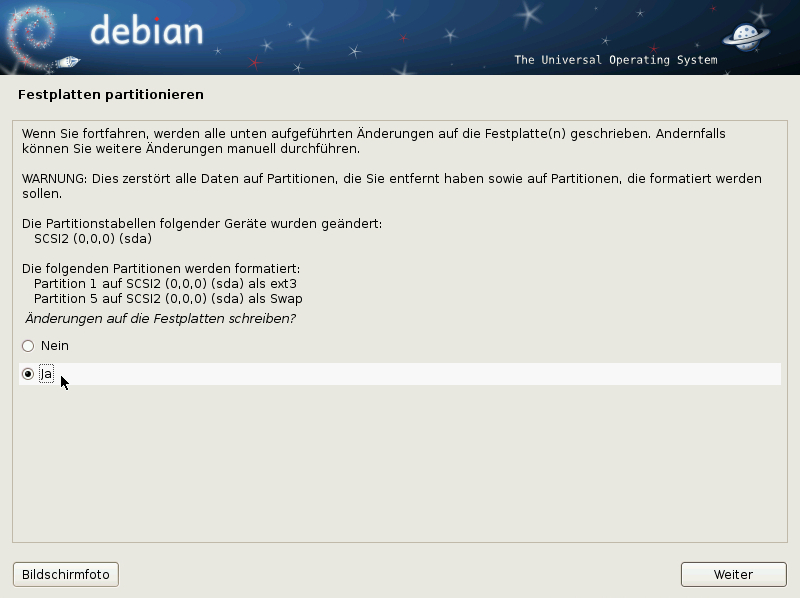 debian
The Universal Operating System
Festplatten partitionieren
Wenn Sie fortfahren, werden alle unten aufgeführten Änderungen auf die Festplatte(n) geschrieben. Andernfalls
können Sie weitere Änderungen manuell durchführen.
WARNUNG: Dies zerstört alle Daten auf Partitionen, die Sie entfernt haben sowie auf Partitionen, die formatiert werden
sollen.
Die Partitionstabellen folgender Geräte wurden geändert:
SCSI2 (0,0,0) (sda)
Die folgenden Partitionen werden formatiert:
Partition 1 auf SCSI2 (0,0,0) (sda) als ext3
Partition 5 auf SCSI2 (0,0,0) (sda) als Swap
Änderungen auf die Festplatten schreiben?
Nein
Ja
Bildschirmfoto
Weiter